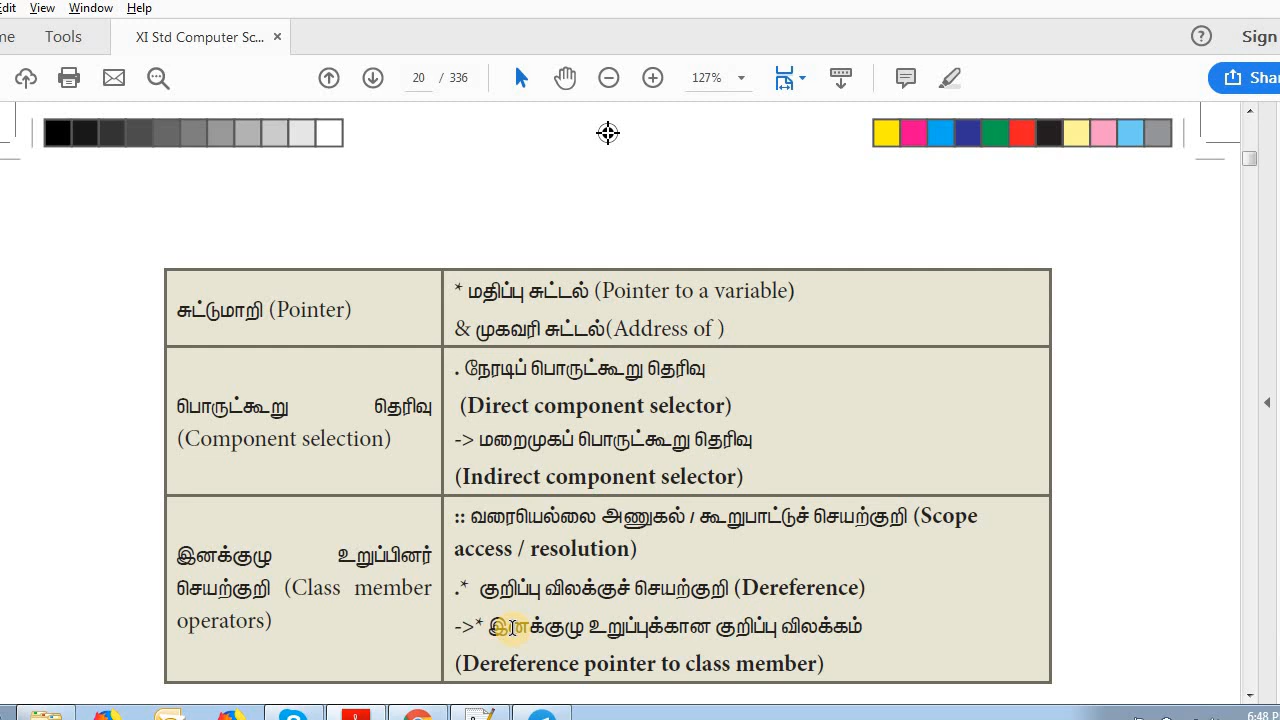 Edit View Window Help
me Tools XI Std Computer Sc... ×
? Sign
20 / 336 127% Shar
சுட்டுமாறி (Pointer)
* மதிப்பு சுட்டல் (Pointer to a variable)
& முகவரி சுட்டல்(Address of )
பொருட்கூறு தெரிவு
(Component selection)
. நேரடிப் பொருட்கூறு தெரிவு
(Direct component selector)
-> மறைமுகப் பொருட்கூறு தெரிவு
(Indirect component selector)
இனக்குழு உறுப்பினர்
செயற்குறி (Class member
operators)
:: வரையெல்லை அணுகல் / கூறுபாட்டுச் செயற்குறி (Scope
access / resolution)
.* குறிப்பு விலக்குச் செயற்குறி (Dereference)
->* இனக்குழு உறுப்புக்கான குறிப்பு விலக்கம்
(Dereference pointer to class member)
6:48 P